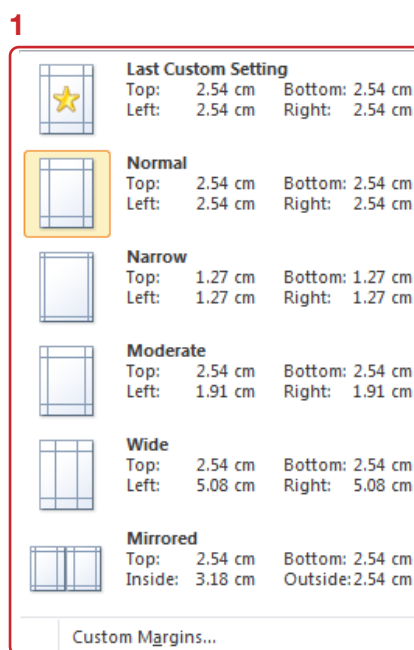 1
Last Custom Setting
Top: 2.54 cm Bottom: 2.54 cm
Left: 2.54 cm Right: 2.54 cm
Normal
Top: 2.54 cm Bottom: 2.54 cm
Left: 2.54 cm Right: 2.54 cm
Narrow
Top: 1.27 cm Bottom: 1.27 cm
Left: 1.27 cm Right: 1.27 cm
Moderate
Top: 2.54 cm Bottom: 2.54 cm
Left: 1.91 cm Right: 1.91 cm
Wide
Top: 2.54 cm Bottom: 2.54 cm
Left: 5.08 cm Right: 5.08 cm
Mirrored
Top: 2.54 cm Bottom: 2.54 cm
Inside: 3.18 cm Outside: 2.54 cm
Custom Margins...